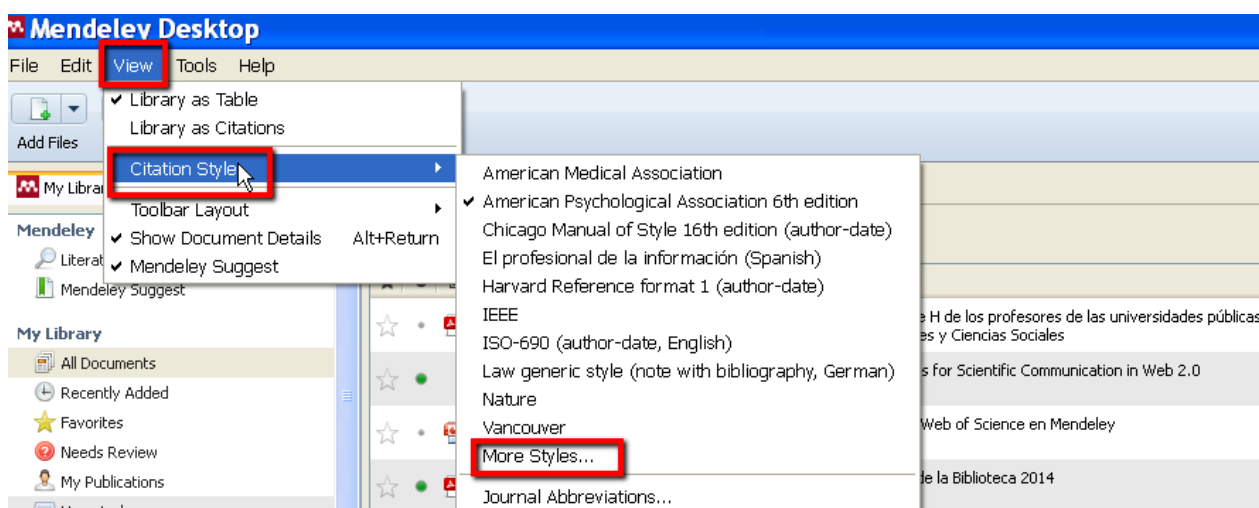 Mendeley Desktop
File Edit View Tools Help
Add Files
✔ Library as Table
Library as Citations
Citation Style
Toolbar Layout
✔ Show Document Details Alt+Return
✔ Mendeley Suggest
American Medical Association
✔ American Psychological Association 6th edition
Chicago Manual of Style 16th edition (author-date)
El profesional de la información (Spanish)
Harvard Reference format 1 (author-date)
IEEE
ISO-690 (author-date, English)
Law generic style (note with bibliography, German)
Nature
Vancouver
More Styles...
Journal Abbreviations...
My Librar
Mendeley
Literat
Mendeley Suggest
My Library
All Documents
Recently Added
Favorites
Needs Review
My Publications
H de los profesores de las universidades públicas
es y Ciencias Sociales
s for Scientific Communication in Web 2.0
Web of Science en Mendeley
de la Biblioteca 2014